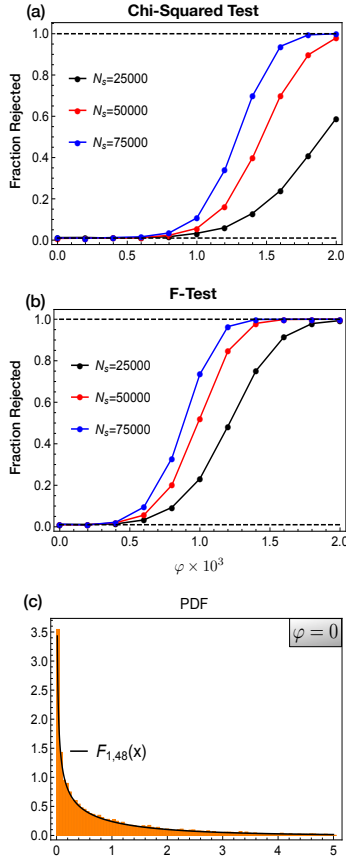 (a)
Chi-Squared Test
Fraction Rejected
1.0
0.8
0.6
0.4
0.2
0.0
N_s=25000
N_s=50000
N_s=75000
0.0 0.5 1.0 1.5 2.0
(b)
F-Test
Fraction Rejected
1.0
0.8
0.6
0.4
0.2
0.0
N_s=25000
N_s=50000
N_s=75000
0.0 0.5 1.0 1.5 2.0
φ × 10³
(c)
PDF
φ = 0
3.5
3.0
2.5
2.0
1.5
1.0
0.5
0.0
F_{1,48}(x)
0 1 2 3 4 5